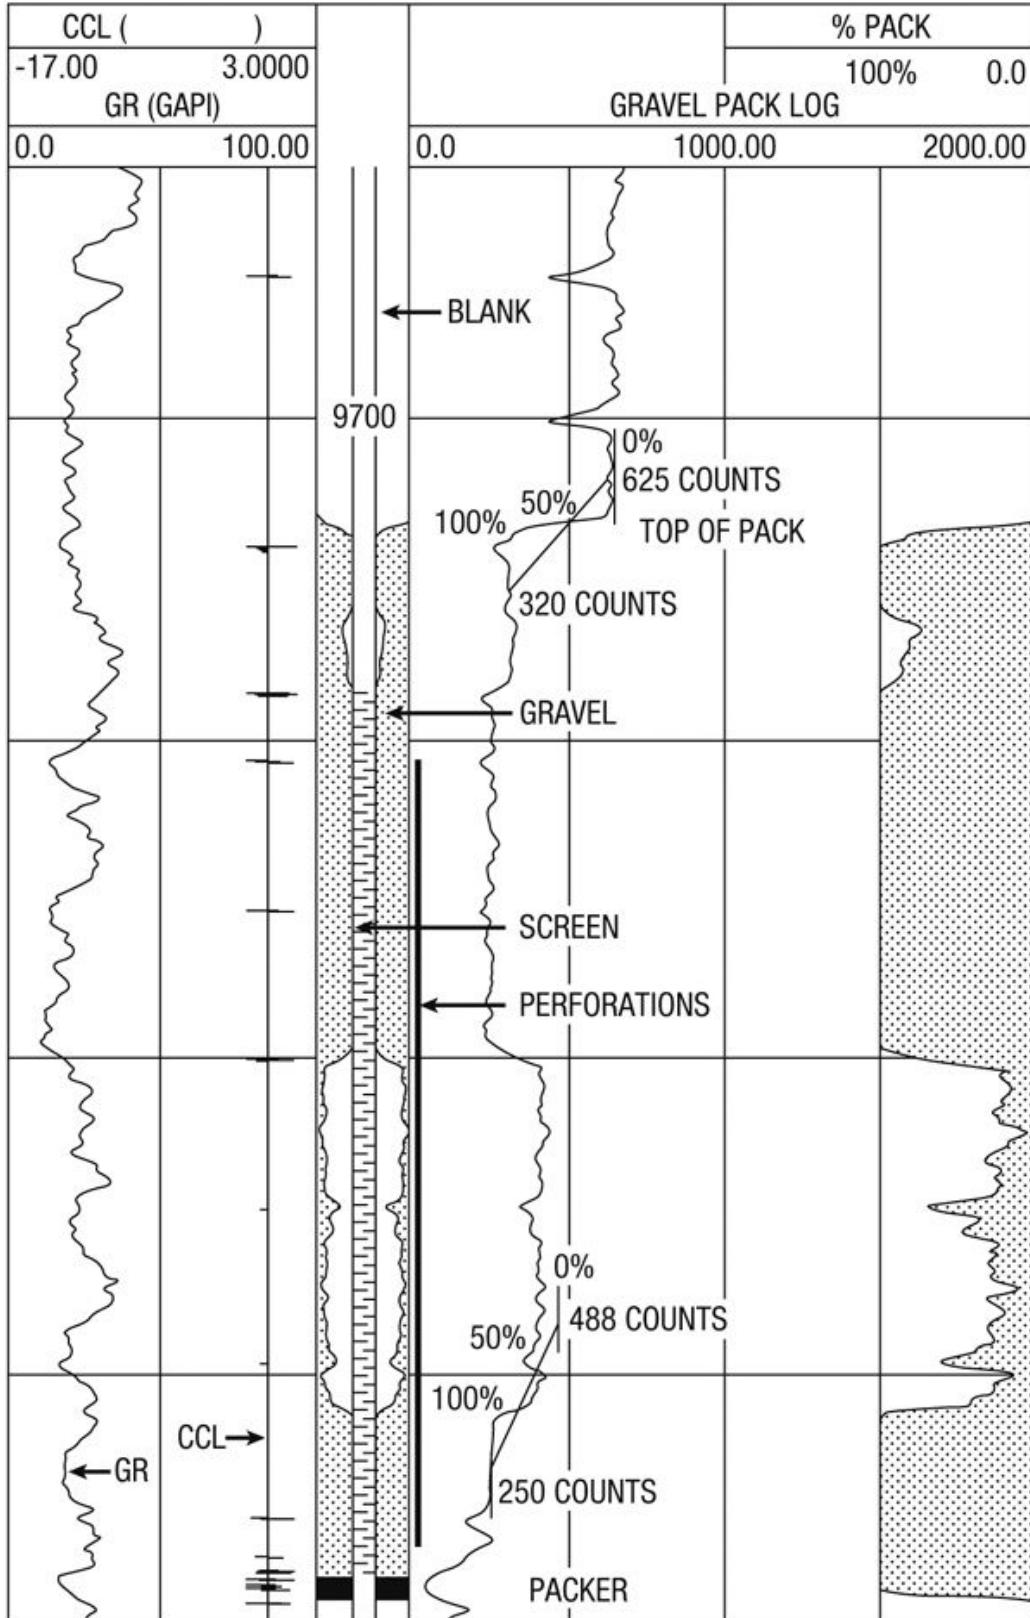 CCL ( )
% PACK
-17.00 3.0000
100% 0.0
GR (GAPI)
GRAVEL PACK LOG
0.0 100.00
0.0 1000.00 2000.00
BLANK
9700
0%
625 COUNTS
50%
100%
TOP OF PACK
320 COUNTS
GRAVEL
SCREEN
PERFORATIONS
0%
488 COUNTS
50%
100%
CCL
GR
250 COUNTS
PACKER